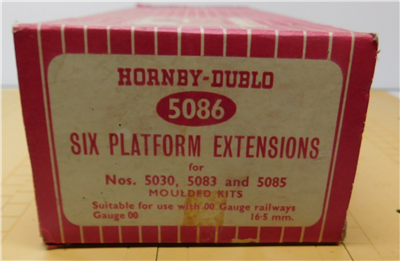 HORNBY-DUBLO
5086
SIX PLATFORM EXTENSIONS
for
Nos. 5030, 5083 and 5085
MOULDED KITS
Suitable for use with 00 Gauge railways
Gauge 00 16·5 mm.